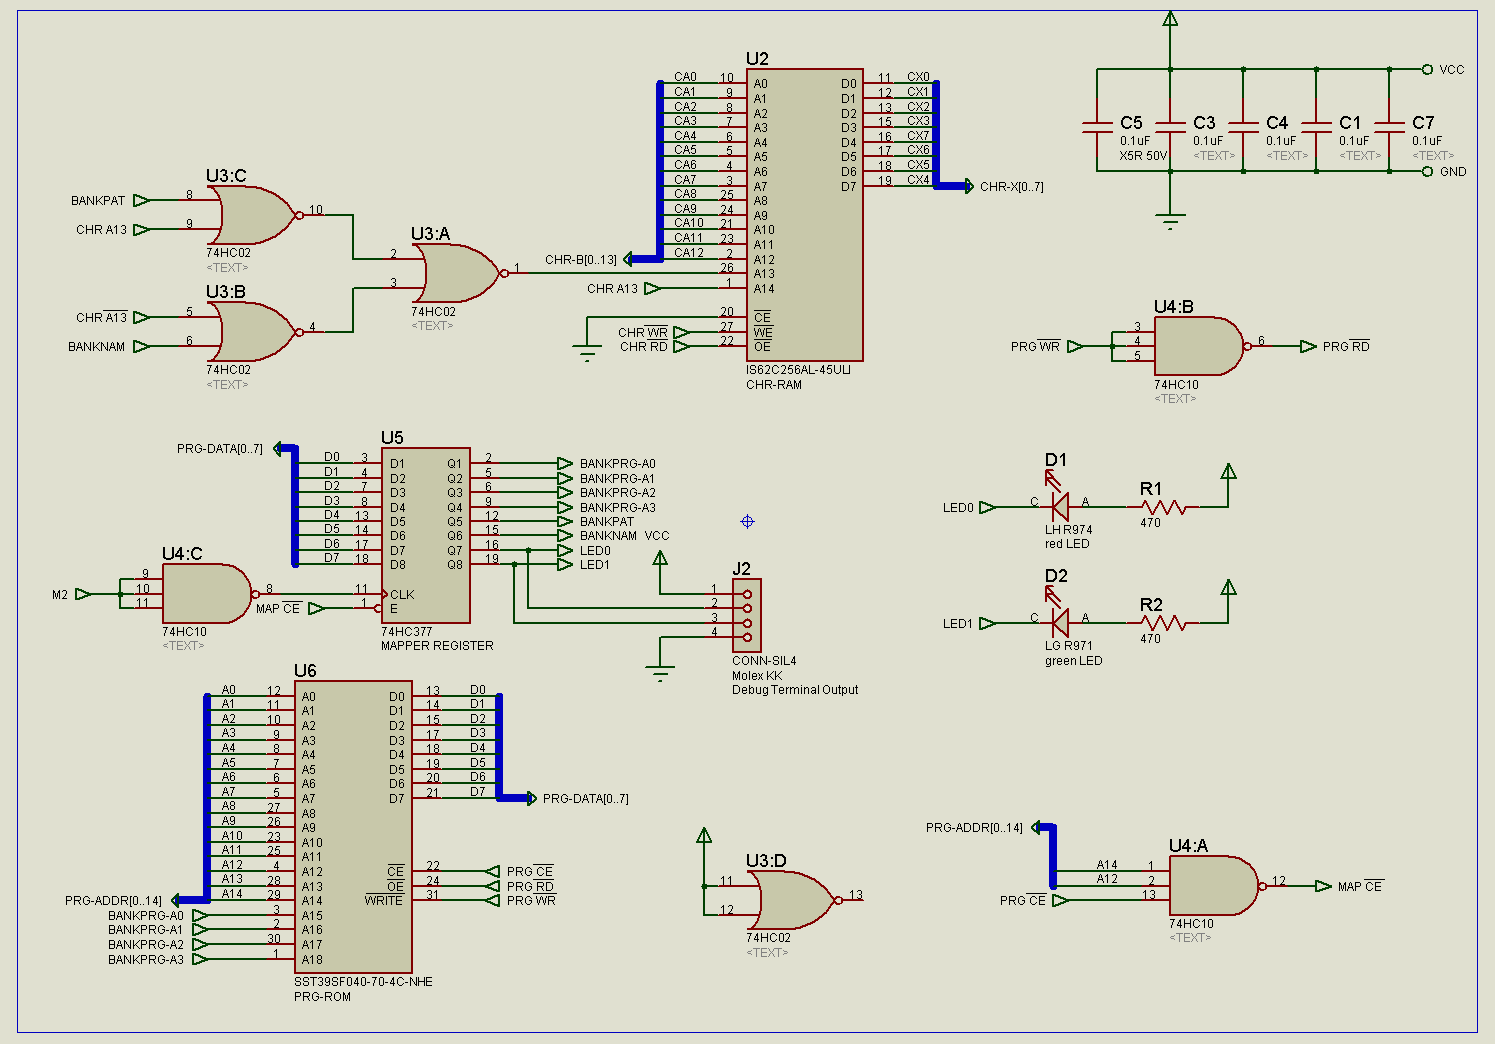 U2
CA0 10 A0 D0 11 CX0
CA1 9 A1 D1 12 CX1
CA2 8 A2 D2 13 CX2
CA3 7 A3 D3 15 CX3
CA4 6 A4 D4 16 CX7
CA5 5 A5 D5 17 CX6
CA6 4 A6 D6 18 CX5
CA7 3 A7 D7 19 CX4
CA8 25 A8
CA9 24 A9
CA10 21 A10
CA11 23 A11
CA12 2 A12
26 A13
CHR A13 1 A14
20 CE
CHR WR 27 WE
CHR RD 22 OE
IS62C256AL-45ULI
CHR-RAM
CHR-X[0..7]
CHR-B[0..13]
VCC
GND
C5
0.1uF
X5R 50V
C3
0.1uF
<TEXT>
C4
0.1uF
<TEXT>
C1
0.1uF
<TEXT>
C7
0.1uF
<TEXT>
U3:C
BANKPAT 8
CHR A13 9
10
74HC02
<TEXT>
U3:A
2
3
1
74HC02
<TEXT>
U3:B
CHR A13 5
BANKNAM 6
4
74HC02
<TEXT>
U4:B
PRG WR
3
4
5
6 PRG RD
74HC10
<TEXT>
PRG-DATA[0..7]
U5
D0 3 D1 Q1 2 BANKPRG-A0
D1 4 D2 Q2 5 BANKPRG-A1
D2 7 D3 Q3 6 BANKPRG-A2
D3 8 D4 Q4 9 BANKPRG-A3
D4 13 D5 Q5 12 BANKPAT
D5 14 D6 Q6 15 BANKNAM VCC
D6 17 D7 Q7 16 LED0
D7 18 D8 Q8 19 LED1
11 CLK
MAP CE 1 E
74HC377
MAPPER REGISTER
U4:C
M2
9
10
11
8
74HC10
<TEXT>
J2
1
2
3
4
CONN-SIL4
Molex KK
Debug Terminal Output
D1
LED0 C A
LH R974
red LED
R1
470
D2
LED1 C A
LG R971
green LED
R2
470
U6
A0 12 A0 D0 13 D0
A1 11 A1 D1 14 D1
A2 10 A2 D2 15 D2
A3 9 A3 D3 17 D3
A4 8 A4 D4 18 D4
A5 7 A5 D5 19 D5
A6 6 A6 D6 20 D6
A7 5 A7 D7 21 D7
A8 27 A8
A9 26 A9
A10 23 A10
A11 25 A11
A12 4 A12 CE 22 PRG CE
A13 28 A13 OE 24 PRG RD
A14 29 A14 WRITE 31 PRG WR
PRG-ADDR[0..14]
BANKPRG-A0 3 A15
BANKPRG-A1 2 A16
BANKPRG-A2 30 A17
BANKPRG-A3 1 A18
SST39SF040-70-4C-NHE
PRG-ROM
PRG-DATA[0..7]
U3:D
11
12
13
74HC02
<TEXT>
PRG-ADDR[0..14]
U4:A
A14 1
A12 2
PRG CE 13
12 MAP CE
74HC10
<TEXT>